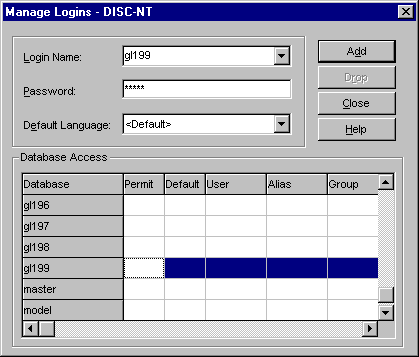 Manage Logins - DISC-NT
Login Name:
gl199
Add
Drop
Password:
*****
Close
Default Language:
<Default>
Help
Database Access
Database Permit Default User Alias Group
gl196
gl197
gl198
gl199
master
model